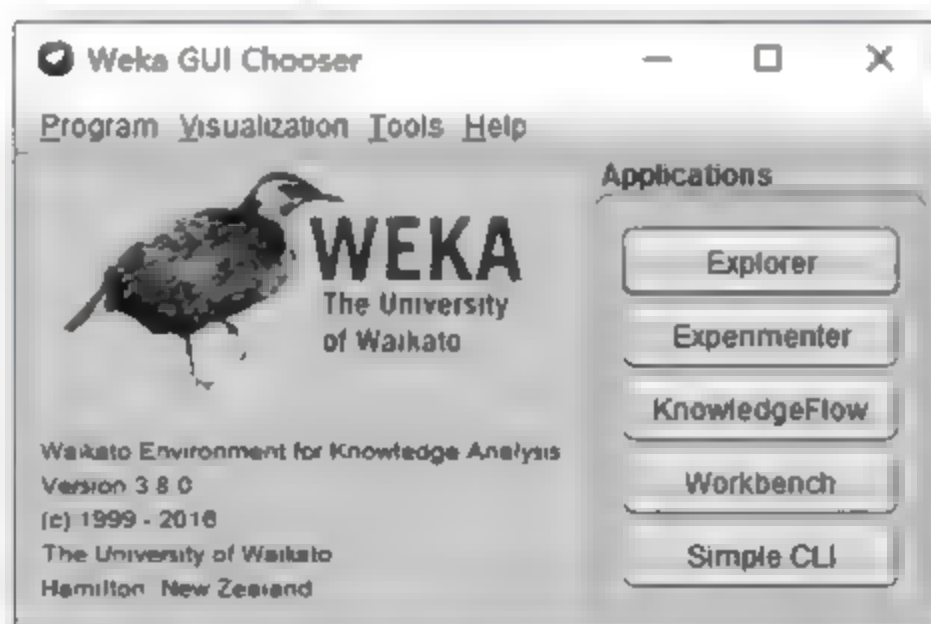 Weka GUI Chooser
Program Visualization Tools Help
WEKA
The University
of Waikato
Waikato Environment for Knowledge Analysis
Version 3.8.0
(c) 1999 - 2016
The University of Waikato
Hamilton, New Zealand
Applications
Explorer
Experimenter
KnowledgeFlow
Workbench
Simple CLI